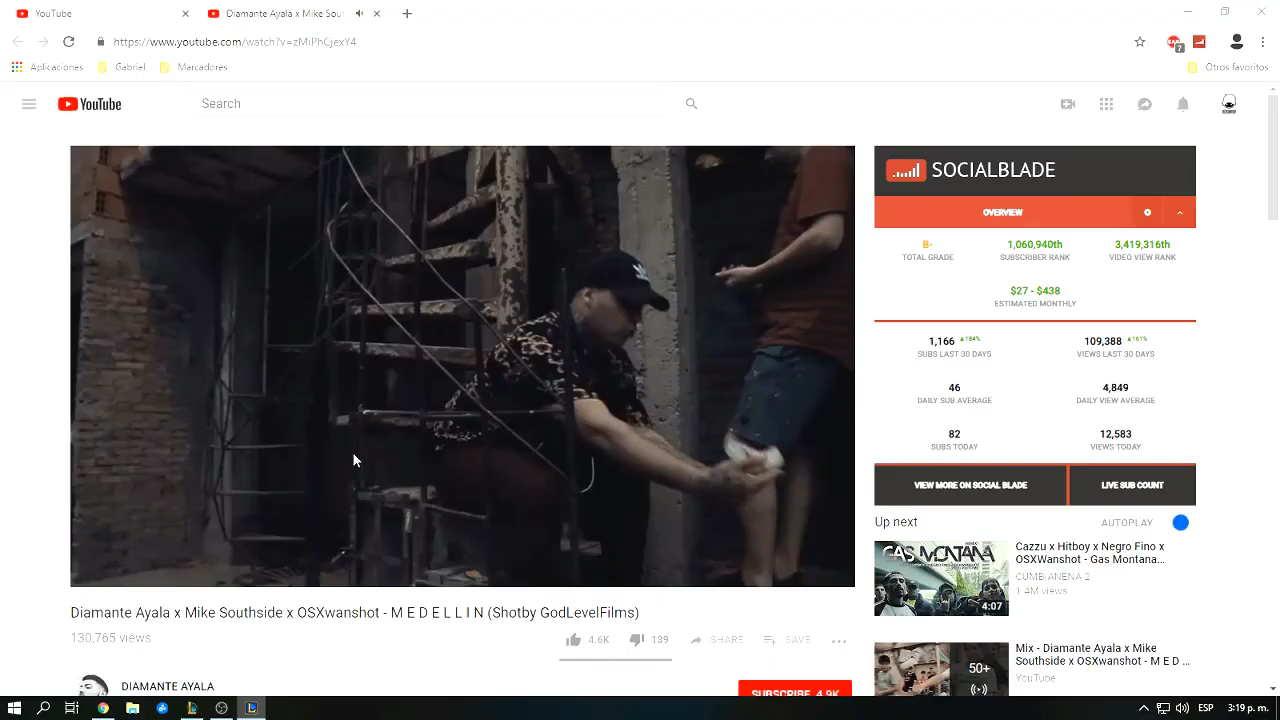 YouTube
Diamante Ayala x Mike Sou
https://www.youtube.com/watch?v=zMiPhCjexY4
7
Aplicaciones
Gabriel
Marcadores
Otros favoritos
YouTube
Search
SOCIALBLADE
OVERVIEW
B- 1,060,940th 3,419,316th
TOTAL GRADE SUBSCRIBER RANK VIDEO VIEW RANK
$27 - $438
ESTIMATED MONTHLY
1,166 ▲184% 109,388 ▲161%
SUBS LAST 30 DAYS VIEWS LAST 30 DAYS
46 4,849
DAILY SUB AVERAGE DAILY VIEW AVERAGE
82 12,583
SUBS TODAY VIEWS TODAY
VIEW MORE ON SOCIAL BLADE LIVE SUB COUNT
Up next AUTOPLAY
GAS MONTANA
4:07
Cazzu x Hitboy x Negro Fino x
OSXWanshot - Gas Montana...
CUMBIANENA 2
1.4M views
50+
Mix - Diamante Ayala x Mike
Southside x OSXwanshot - M E D ...
YouTube
Diamante Ayala x Mike Southside x OSXwanshot - M E D E L L I N (Shotby GodLevelFilms)
130,765 views
4.6K 139 SHARE SAVE
DIAMANTE AYALA
SUBSCRIBE 4.9K
ESP 3:19 p. m.